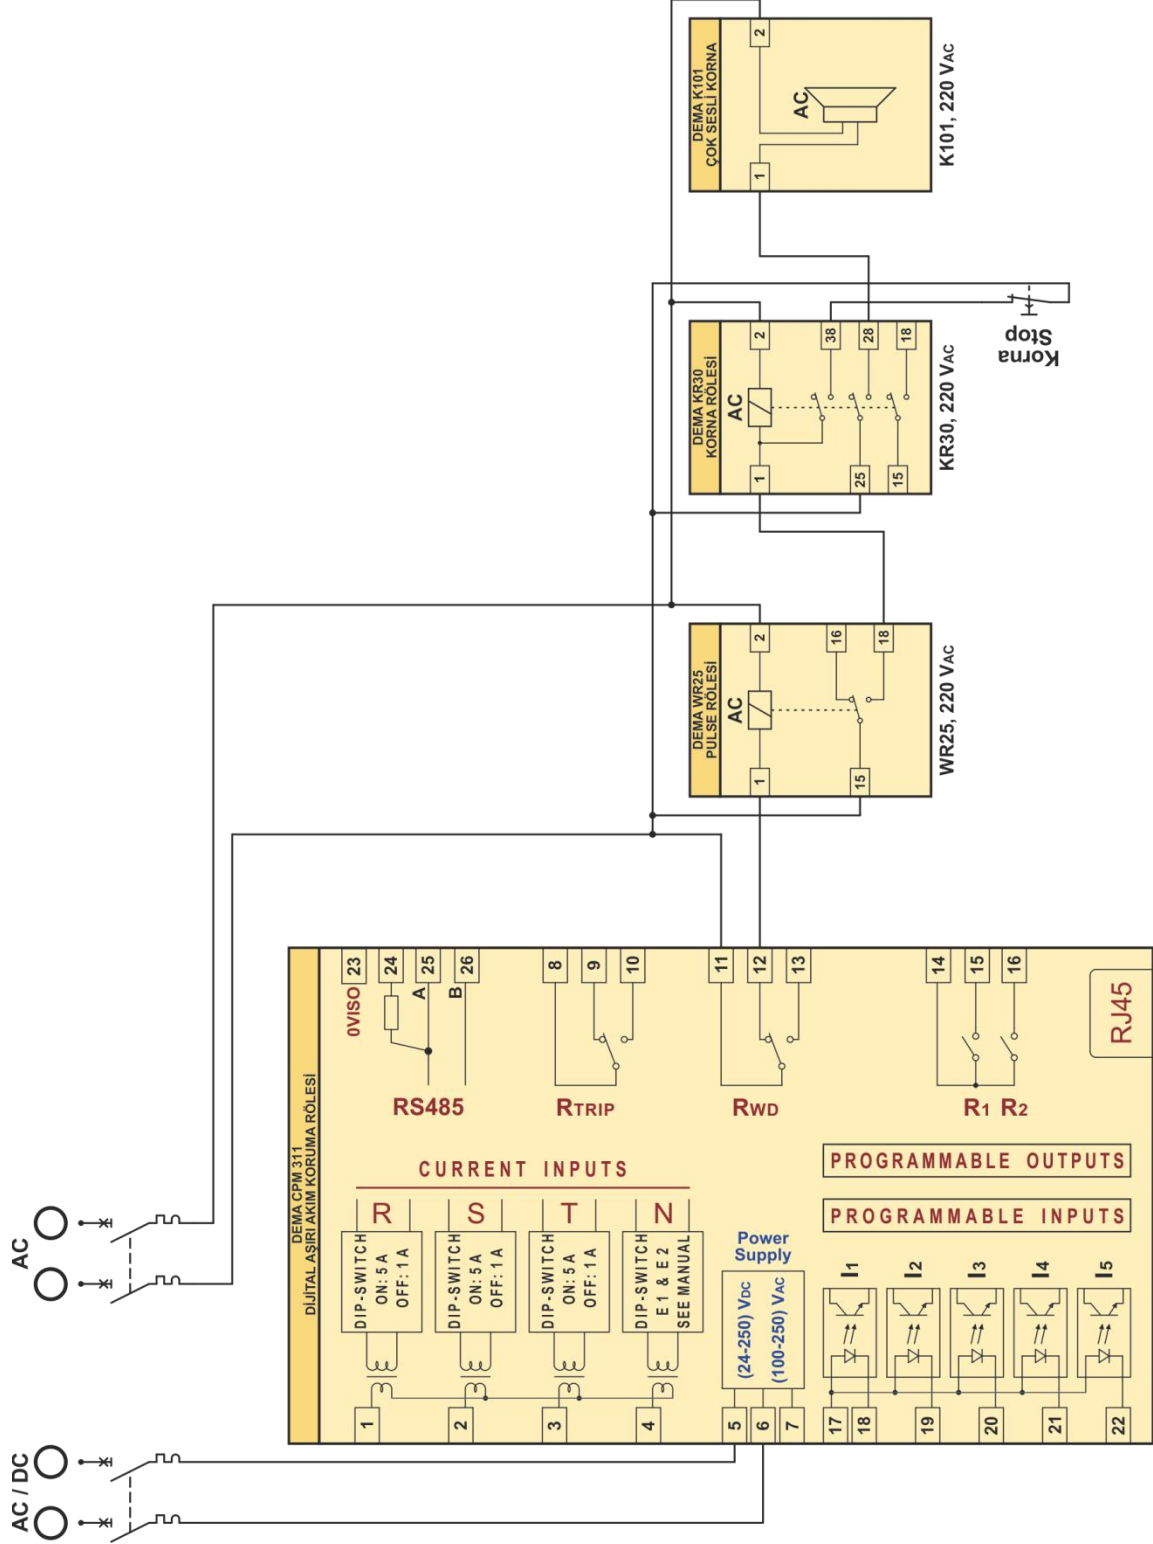 AC / DC
AC
DEMA CPM 311
DİJİTAL AŞIRI AKIM KORUMA RÖLESİ
1
2
3
4
5
6
7
17
18
19
20
21
22
CURRENT INPUTS
R
DIP-SWITCH
ON: 5 A
OFF: 1 A
S
DIP-SWITCH
ON: 5 A
OFF: 1 A
T
DIP-SWITCH
ON: 5 A
OFF: 1 A
N
DIP-SWITCH
E 1 & E 2
SEE MANUAL
Power
Supply
(24-250) VDC
(100-250) VAC
I1
I2
I3
I4
I5
PROGRAMMABLE INPUTS
PROGRAMMABLE OUTPUTS
RS485
RTRIP
RWD
R1 R2
0VISO
A
B
23
24
25
26
8
9
10
11
12
13
14
15
16
RJ45
DEMA WR25
PULSE RÖLESİ
AC
1
2
15
16
18
WR25, 220 VAC
DEMA KR30
KORNA RÖLESİ
AC
1
2
25
15
38
28
18
KR30, 220 VAC
Korna
Stop
DEMA K101
ÇOK SESLİ KORNA
AC
1
2
K101, 220 VAC